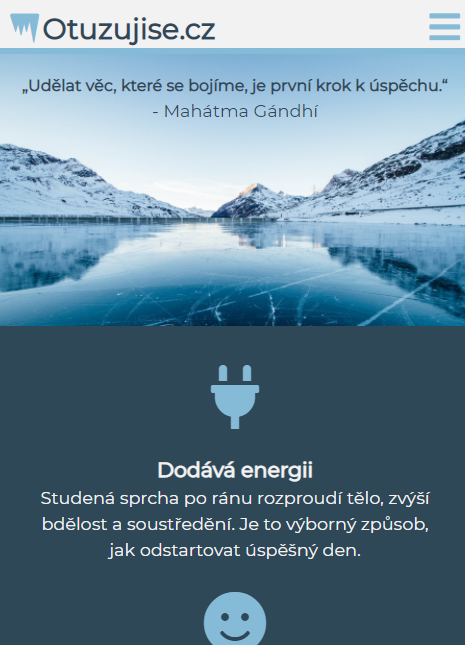 Otuzujise.cz
„Udělat věc, které se bojíme, je první krok k úspěchu.“
- Mahátma Gándhí
Dodává energii
Studená sprcha po ránu rozproudí tělo, zvýší
bdělost a soustředění. Je to výborný způsob,
jak odstartovat úspěšný den.